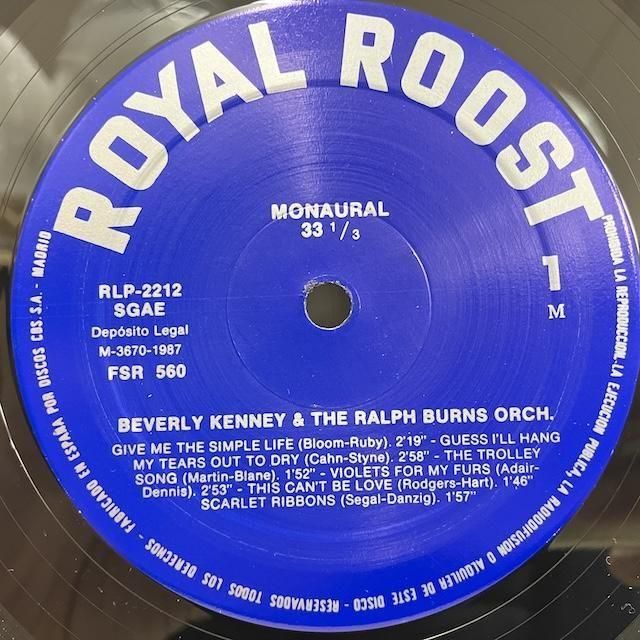 ROYAL ROOST
MONAURAL
33 1/3
RLP-2212
SGAE
Depósito Legal
M-3670-1987
FSR 560
1
M
BEVERLY KENNEY & THE RALPH BURNS ORCH.
GIVE ME THE SIMPLE LIFE (Bloom-Ruby). 2'19" - GUESS I'LL HANG
MY TEARS OUT TO DRY (Cahn-Styne). 2'58" - THE TROLLEY
SONG (Martin-Blane). 1'52" - VIOLETS FOR MY FURS (Adair-
Dennis). 2'53" - THIS CAN'T BE LOVE (Rodgers-Hart). 1'46"
SCARLET RIBBONS (Segal-Danzig). 1'57"
PROHIBIDA LA REPRODUCCION, LA EJECUCION PUBLICA, LA RADIODIFUSION O ALQUILER DE ESTE DISCO - RESERVADOS TODOS LOS DERECHOS - FABRICADO EN ESPAÑA POR DISCOS CBS S.A. - MADRID